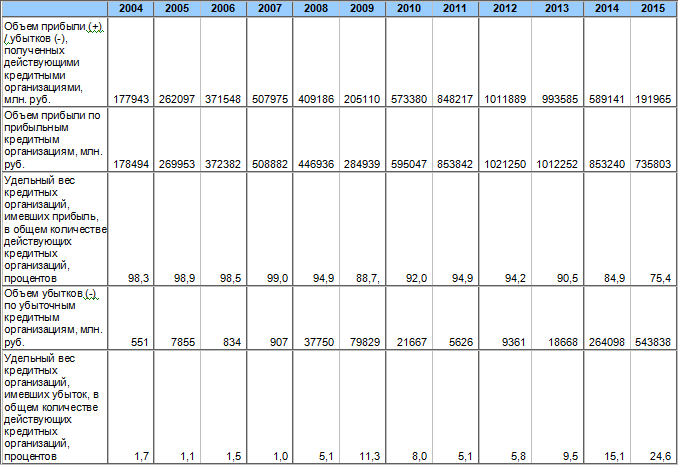 2004 2005 2006 2007 2008 2009 2010 2011 2012 2013 2014 2015
Объем прибыли (+)
/ убытков (-),
полученных
действующими
кредитными
организациями,
млн. руб. 177943 262097 371548 507975 409186 205110 573380 848217 1011889 993585 589141 191965
Объем прибыли по
прибыльным
кредитным
организациям, млн.
руб. 178494 269953 372382 508882 446936 284939 595047 853842 1021250 1012252 853240 735803
Удельный вес
кредитных
организаций,
имевших прибыль,
в общем количестве
действующих
кредитных
организаций,
процентов 98,3 98,9 98,5 99,0 94,9 88,7, 92,0 94,9 94,2 90,5 84,9 75,4
Объем убытков (-)
по убыточным
кредитным
организациям, млн.
руб. 551 7855 834 907 37750 79829 21667 5626 9361 18668 264098 543838
Удельный вес
кредитных
организаций,
имевших убыток, в
общем количестве
действующих
кредитных
организаций,
процентов 1,7 1,1 1,5 1,0 5,1 11,3 8,0 5,1 5,8 9,5 15,1 24,6